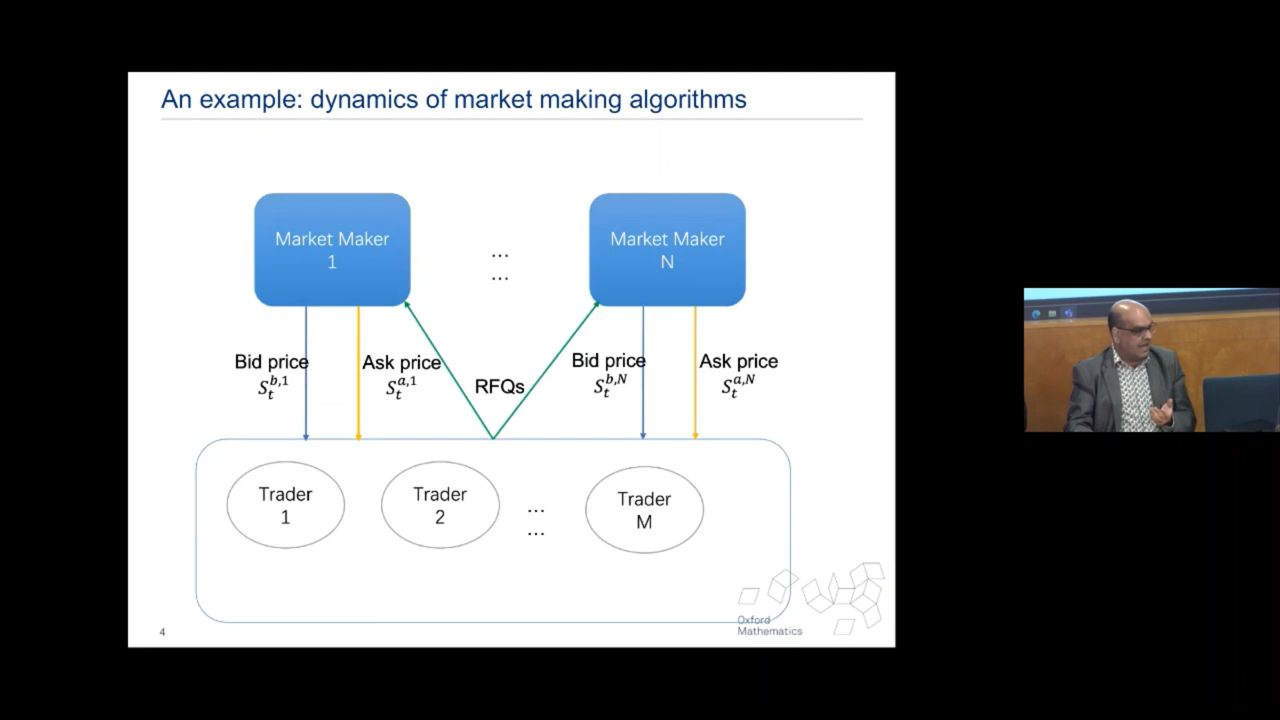 An example: dynamics of market making algorithms
Market Maker
1
...
...
Market Maker
N
Bid price
S_t^{b,1}
Ask price
S_t^{a,1}
RFQs
Bid price
S_t^{b,N}
Ask price
S_t^{a,N}
Trader
1
Trader
2
...
...
Trader
M
Oxford
Mathematics
4